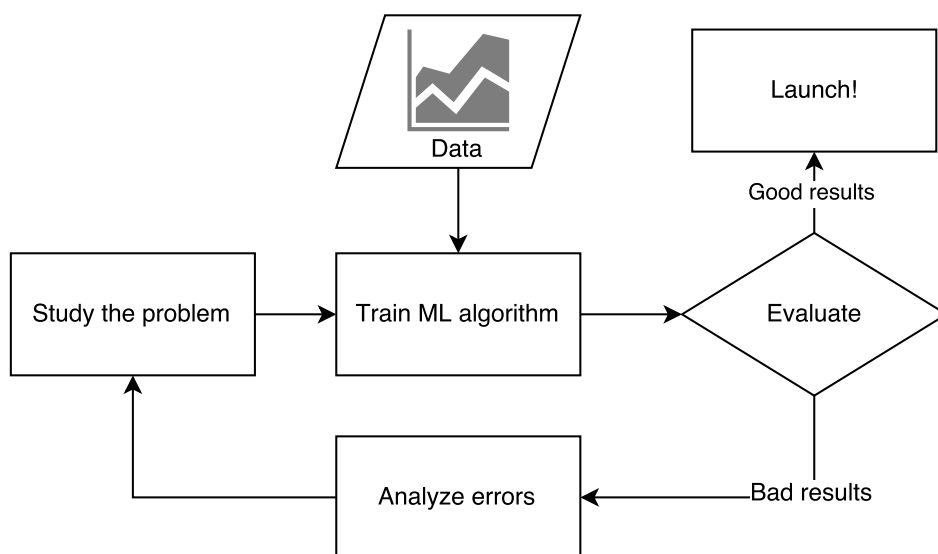 Data
Launch!
Good results
Study the problem
Train ML algorithm
Evaluate
Analyze errors
Bad results